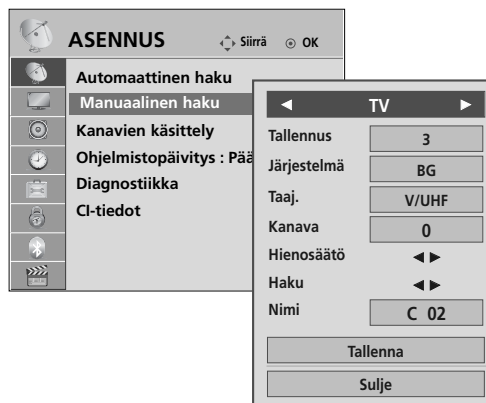 ASENNUS Siirrä OK
Automaattinen haku
Manuaalinen haku
Kanavien käsittely
Ohjelmistopäivitys : Pää
Diagnostiikka
CI-tiedot
TV
Tallennus 3
Järjestelmä BG
Taaj. V/UHF
Kanava 0
Hienosäätö
Haku
Nimi C 02
Tallenna
Sulje